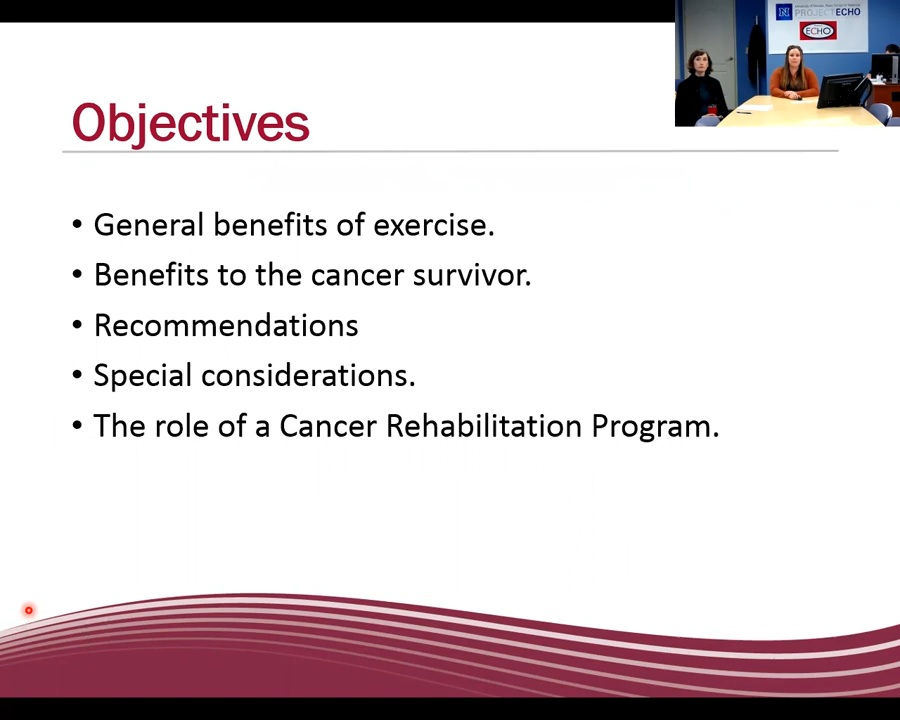 PROJECT ECHO
ECHO
Objectives
• General benefits of exercise.
• Benefits to the cancer survivor.
• Recommendations
• Special considerations.
• The role of a Cancer Rehabilitation Program.